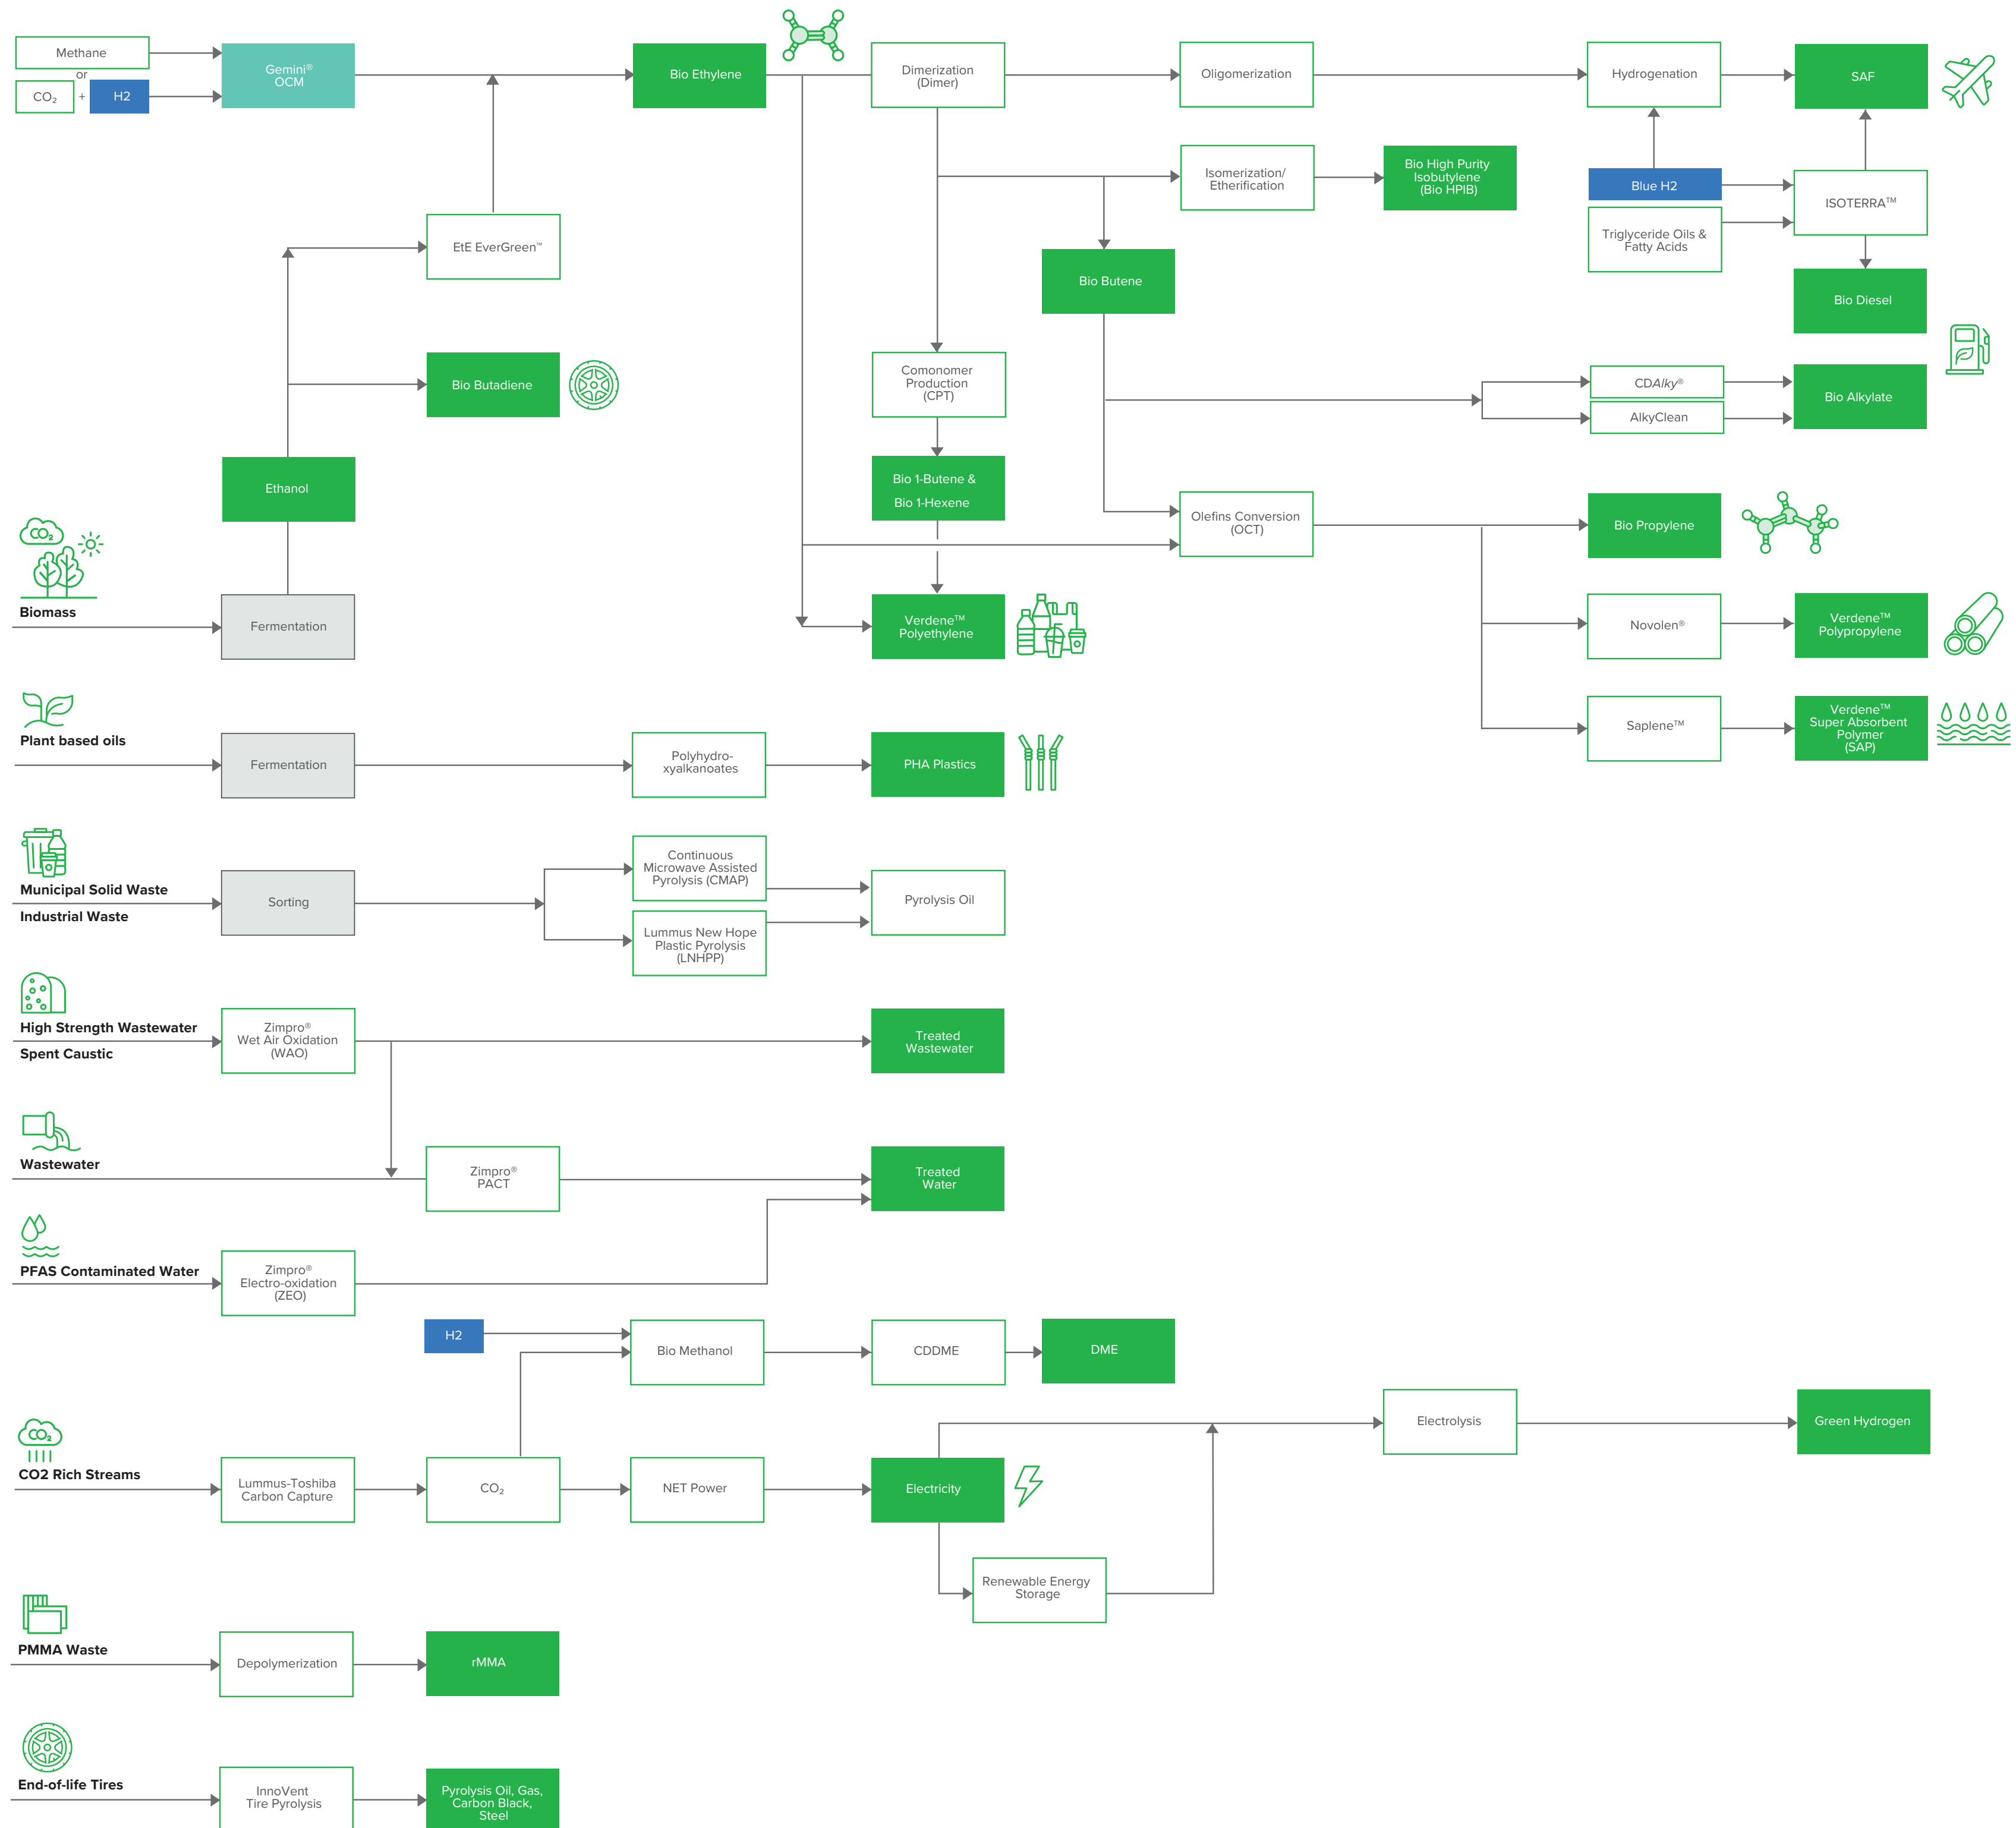 Methane
or
CO₂
+
H2
Gemini®
OCM
Bio Ethylene
Dimerization
(Dimer)
Oligomerization
Hydrogenation
SAF
Isomerization/
Etherification
Bio High Purity
Isobutylene
(Bio HPIB)
Blue H2
Triglyceride Oils &
Fatty Acids
ISOTERRA™
EtE EverGreen™
Bio Butene
Bio Diesel
Bio Butadiene
Comonomer
Production
(CPT)
CDAlky®
AlkyClean
Bio Alkylate
Ethanol
Bio 1-Butene &
Bio 1-Hexene
Olefins Conversion
(OCT)
Bio Propylene
CO₂
Biomass
Fermentation
Verdene™
Polyethylene
Novolen®
Verdene™
Polypropylene
Plant based oils
Fermentation
Polyhydro-
xyalkanoates
PHA Plastics
Saplene™
Verdene™
Super Absorbent
Polymer
(SAP)
Municipal Solid Waste
Industrial Waste
Sorting
Continuous
Microwave Assisted
Pyrolysis (CMAP)
Lummus New Hope
Plastic Pyrolysis
(LNHPP)
Pyrolysis Oil
High Strength Wastewater
Spent Caustic
Zimpro®
Wet Air Oxidation
(WAO)
Treated
Wastewater
Wastewater
Zimpro®
PACT
Treated
Water
PFAS Contaminated Water
Zimpro®
Electro-oxidation
(ZEO)
H2
Bio Methanol
CDDME
DME
CO₂
CO2 Rich Streams
Lummus-Toshiba
Carbon Capture
CO₂
NET Power
Electricity
Electrolysis
Green Hydrogen
Renewable Energy
Storage
PMMA Waste
Depolymerization
rMMA
End-of-life Tires
InnoVent
Tire Pyrolysis
Pyrolysis Oil, Gas,
Carbon Black,
Steel